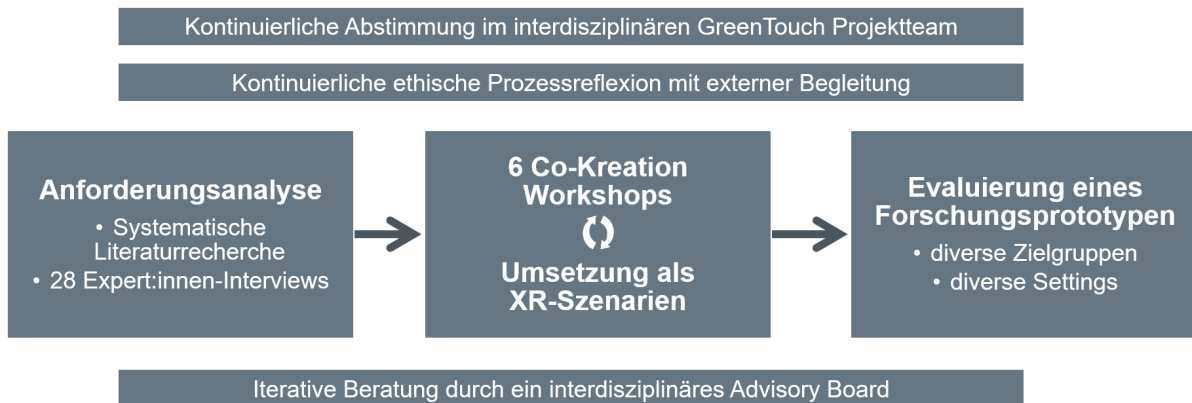 Kontinuierliche Abstimmung im interdisziplinären GreenTouch Projektteam
Kontinuierliche ethische Prozessreflexion mit externer Begleitung
Anforderungsanalyse
• Systematische
Literaturrecherche
• 28 Expert:innen-Interviews
6 Co-Kreation
Workshops
Umsetzung als
XR-Szenarien
Evaluierung eines
Forschungsprototypen
• diverse Zielgruppen
• diverse Settings
Iterative Beratung durch ein interdisziplinäres Advisory Board